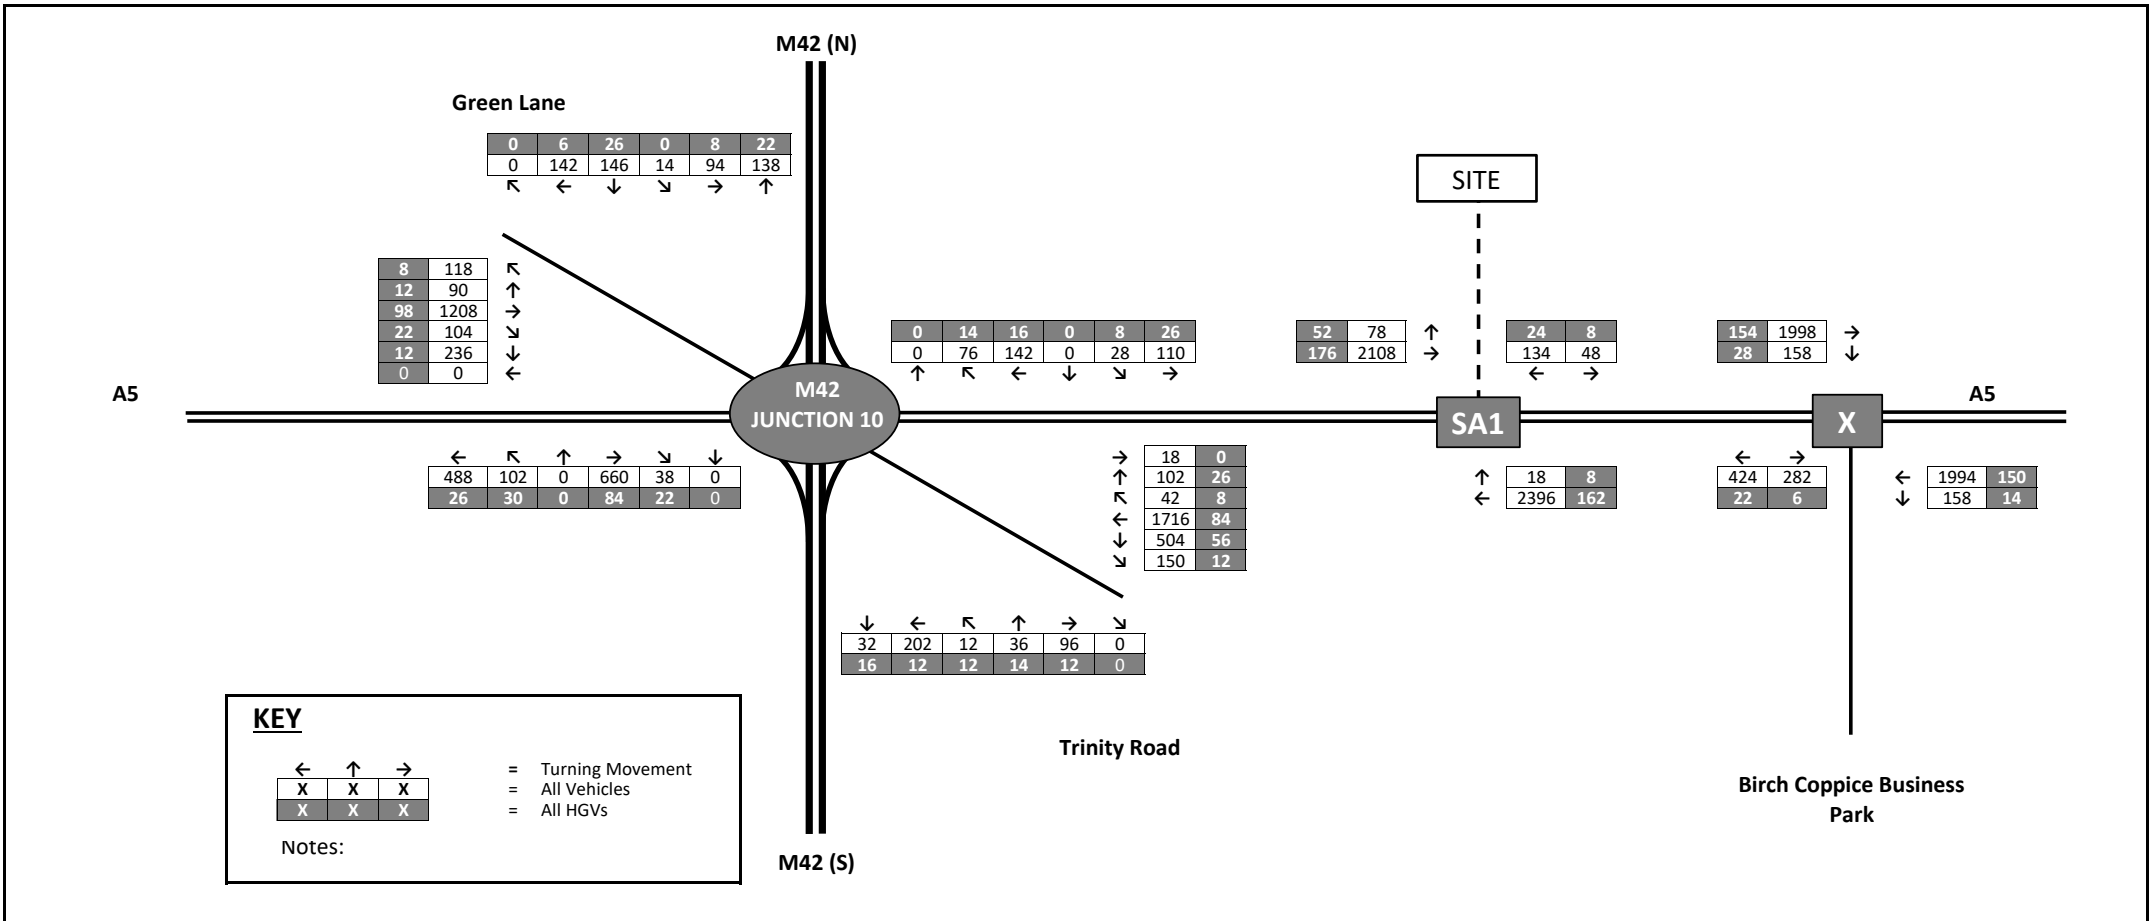 M42 (N)
Green Lane
0 6 26 0 8 22
0 142 146 14 94 138
↖ ← ↓ ↘ → ↑
SITE
8 118 ↖
12 90 ↑
98 1208 →
22 104 ↘
12 236 ↓
0 0 ←
0 14 16 0 8 26
0 76 142 0 28 110
↑ ↖ ← ↓ ↘ →
52 78 ↑
176 2108 →
24 8
134 48
← →
154 1998 →
28 158 ↓
A5
M42
JUNCTION 10
SA1
X
A5
← ↖ ↑ → ↘ ↓
488 102 0 660 38 0
26 30 0 84 22 0
→ 18 0
↑ 102 26
↖ 42 8
← 1716 84
↓ 504 56
↘ 150 12
↑ 18 8
← 2396 162
← →
424 282
22 6
← 1994 150
↓ 158 14
↓ ← ↖ ↑ → ↘
32 202 12 36 96 0
16 12 12 14 12 0
Trinity Road
Birch Coppice Business
Park
KEY
← ↑ → = Turning Movement
X X X = All Vehicles
X X X = All HGVs
Notes:
M42 (S)